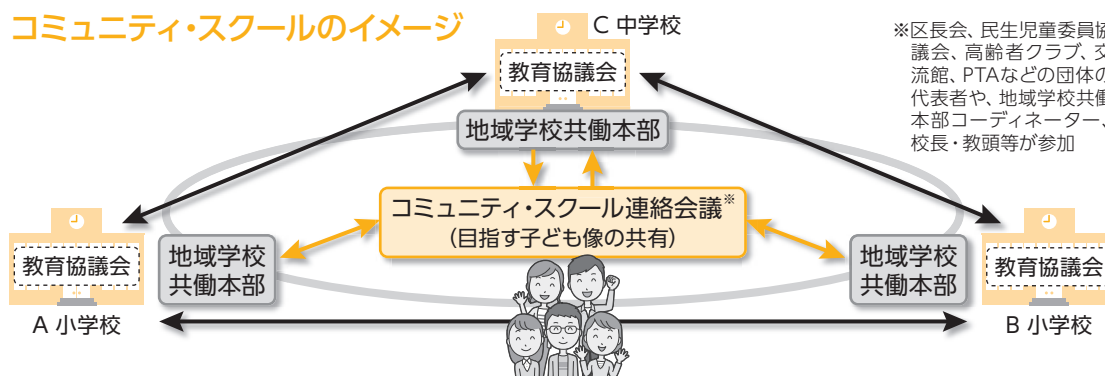 コミュニティ・スクールのイメージ
C 中学校
教育協議会
地域学校共働本部
※区長会、民生児童委員協
議会、高齢者クラブ、交
流館、PTAなどの団体の
代表者や、地域学校共働
本部コーディネーター、
校長・教頭等が参加
コミュニティ・スクール連絡会議※
(目指す子ども像の共有)
教育協議会
地域学校
共働本部
A 小学校
地域学校
共働本部
教育協議会
B 小学校